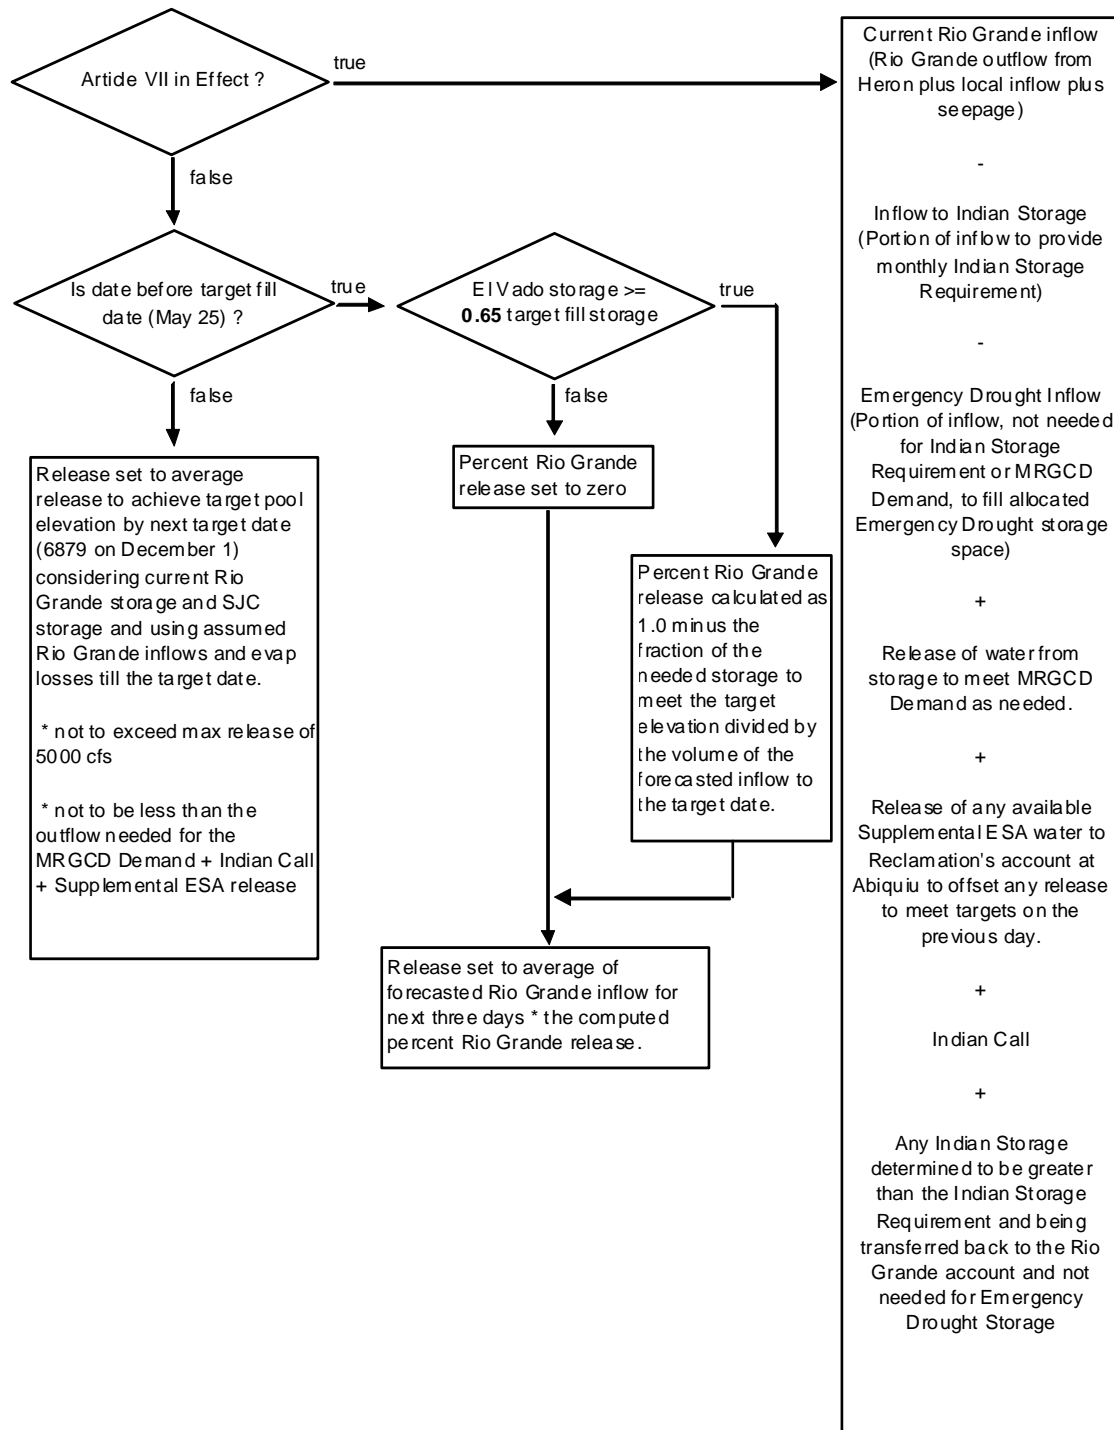 Article VII in Effect ?
true
false
Is date before target fill
date (May 25) ?
true
false
El Vado storage >=
0.65 target fill storage
true
false
Release set to average
release to achieve target pool
elevation by next target date
(6879 on December 1)
considering current Rio
Grande storage and SJC
storage and using assumed
Rio Grande inflows and evap
losses till the target date.
* not to exceed max release of
5000 cfs
* not to be less than the
outflow needed for the
MRGCD Demand + Indian Call
+ Supplemental ESA release
Percent Rio Grande
release set to zero
Percent Rio Grande
release calculated as
1.0 minus the
fraction of the
needed storage to
meet the target
elevation divided by
the volume of the
forecasted inflow to
the target date.
Release set to average of
forecasted Rio Grande inflow for
next three days * the computed
percent Rio Grande release.
Current Rio Grande inflow
(Rio Grande outflow from
Heron plus local inflow plus
seepage)
-
Inflow to Indian Storage
(Portion of inflow to provide
monthly Indian Storage
Requirement)
-
Emergency Drought Inflow
(Portion of inflow, not needed
for Indian Storage
Requirement or MRGCD
Demand, to fill allocated
Emergency Drought storage
space)
+
Release of water from
storage to meet MRGCD
Demand as needed.
+
Release of any available
Supplemental ESA water to
Reclamation's account at
Abiquiu to offset any release
to meet targets on the
previous day.
+
Indian Call
+
Any Indian Storage
determined to be greater
than the Indian Storage
Requirement and being
transferred back to the Rio
Grande account and not
needed for Emergency
Drought Storage